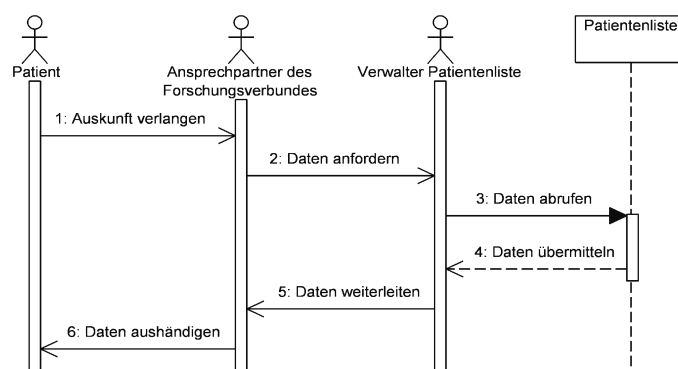 Patient
Ansprechpartner des
Forschungsverbundes
Verwalter Patientenliste
Patientenliste
1: Auskunft verlangen
2: Daten anfordern
3: Daten abrufen
4: Daten übermitteln
5: Daten weiterleiten
6: Daten aushändigen